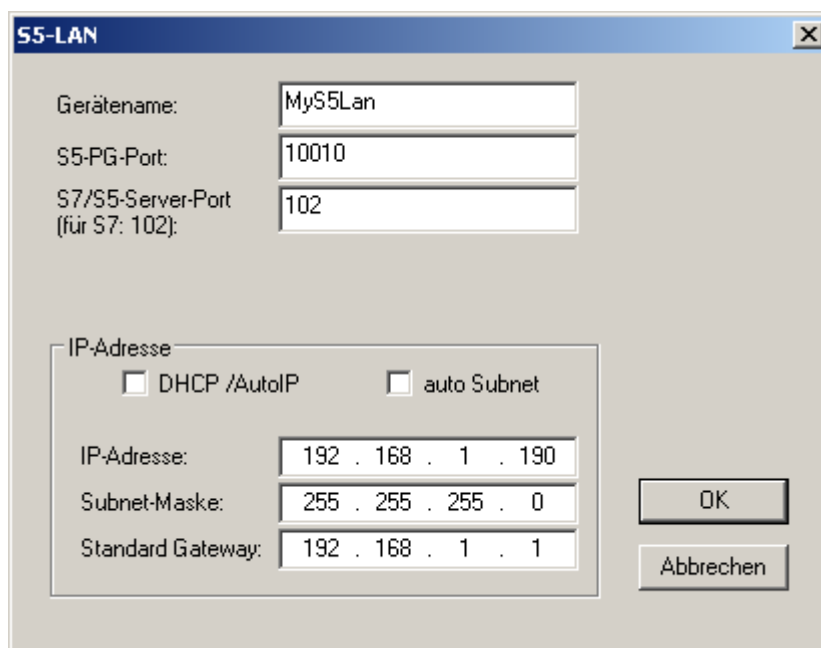 S5-LAN
Gerätename: MyS5Lan
S5-PG-Port: 10010
S7/S5-Server-Port 102
(für S7: 102):
IP-Adresse
DHCP /AutoIP auto Subnet
IP-Adresse: 192 . 168 . 1 . 190
Subnet-Maske: 255 . 255 . 255 . 0
OK
Standard Gateway: 192 . 168 . 1 . 1
Abbrechen